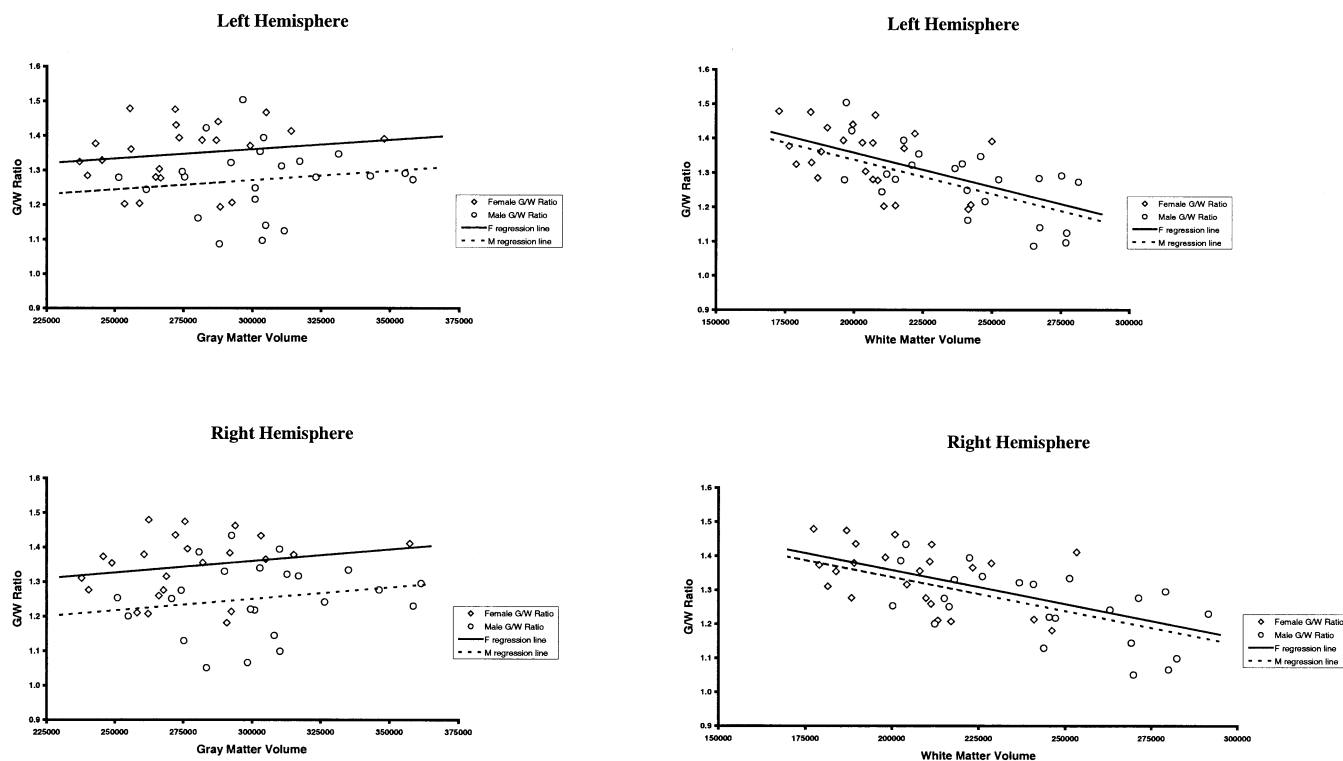 Left Hemisphere
1.6
1.5
1.4
1.3
1.2
1.1
1.0
0.9
G/W Ratio
225000 250000 275000 300000 325000 350000 375000
Gray Matter Volume
Female G/W Ratio
Male G/W Ratio
F regression line
M regression line
Left Hemisphere
1.6
1.5
1.4
1.3
1.2
1.1
1.0
0.9
G/W Ratio
150000 175000 200000 225000 250000 275000 300000
White Matter Volume
Female G/W Ratio
Male G/W Ratio
F regression line
M regression line
Right Hemisphere
1.6
1.5
1.4
1.3
1.2
1.1
1.0
0.9
G/W Ratio
225000 250000 275000 300000 325000 350000 375000
Gray Matter Volume
Female G/W Ratio
Male G/W Ratio
F regression line
M regression line
Right Hemisphere
1.6
1.5
1.4
1.3
1.2
1.1
1.0
0.9
G/W Ratio
150000 175000 200000 225000 250000 275000 300000
White Matter Volume
Female G/W Ratio
Male G/W Ratio
F regression line
M regression line